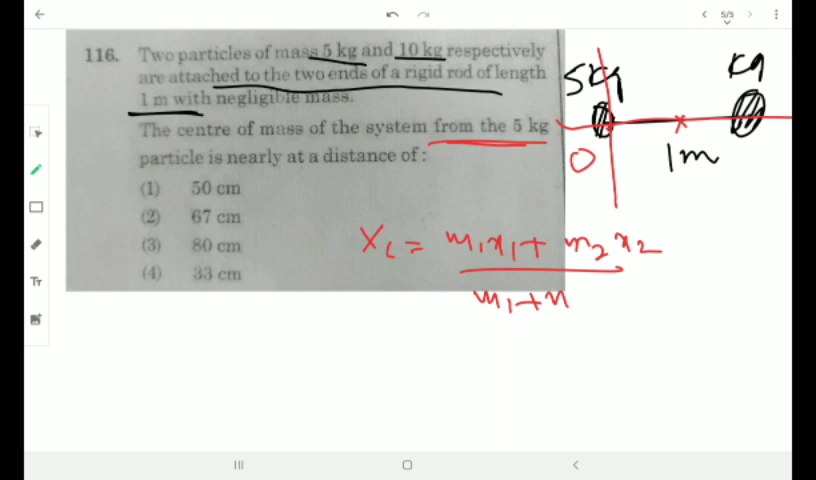 5/5
116. Two particles of mass 5 kg and 10 kg respectively
are attached to the two ends of a rigid rod of length
1 m with negligible mass.
The centre of mass of the system from the 5 kg
particle is nearly at a distance of :
(1) 50 cm
(2) 67 cm
(3) 80 cm
(4) 33 cm
5kg kg
0 1m
Xc = m1x1 + m2x2
m1+m
Tт